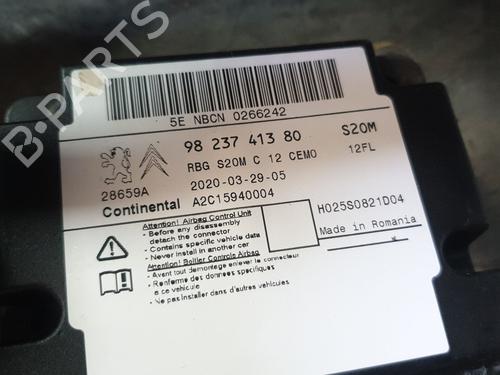 B-PARTS
5E NBCN 0266242
98 237 413 80
S20M
RBG S20M C 12 CEMO
12FL
28659A
2020-03-29-05
Continental
A2C15940004
H025S0821D04
Made in Romania
Attention! Airbag Control Unit
- Before any disassembly
detach the connector
- Contains specific vehicle data
- Never install in another car
Attention! Boitier Controle Airbag
- Avant tout demontage enlever le connecteur
- Renferme des données spécifiques
a ce vehicule
- Ne pas installer dans d'autres véhicules